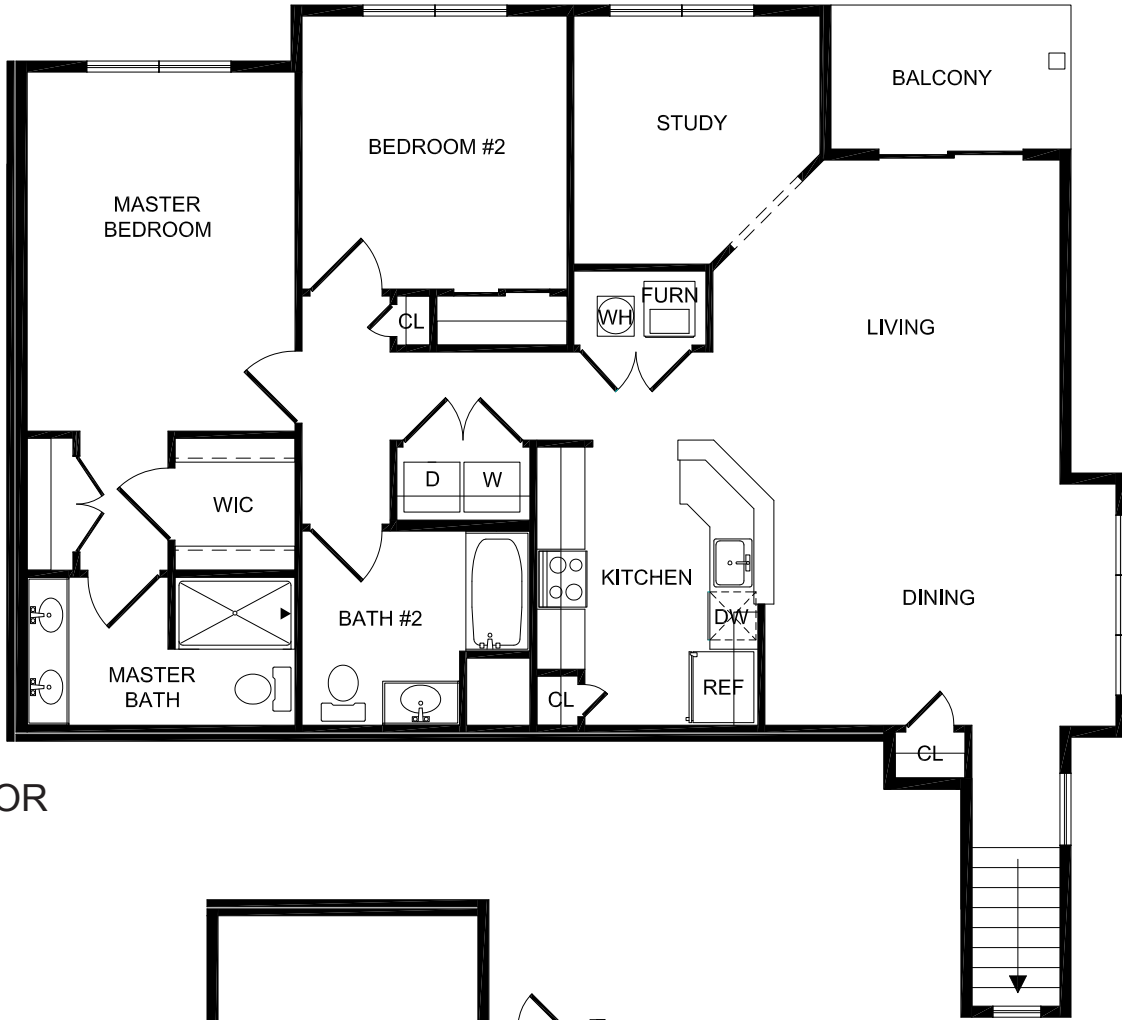 BALCONY
STUDY
BEDROOM #2
MASTER
BEDROOM
FURN
WH
CL
LIVING
D
W
WIC
KITCHEN
DINING
BATH #2
DW
MASTER
BATH
REF
CL
CL
OR